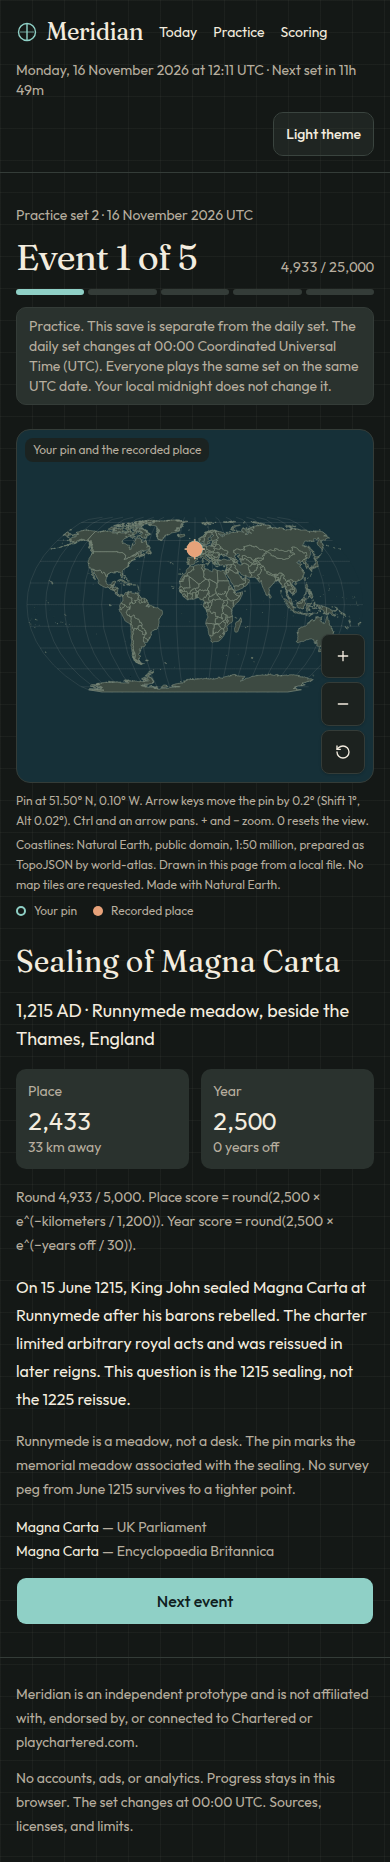 Meridian Today Practice Scoring
Monday, 16 November 2026 at 12:11 UTC · Next set in 11h
49m
Light theme
Practice set 2 · 16 November 2026 UTC
Event 1 of 5
4,933 / 25,000
Practice. This save is separate from the daily set. The
daily set changes at 00:00 Coordinated Universal
Time (UTC). Everyone plays the same set on the same
UTC date. Your local midnight does not change it.
Your pin and the recorded place
+
−
Pin at 51.50° N, 0.10° W. Arrow keys move the pin by 0.2° (Shift 1°,
Alt 0.02°). Ctrl and an arrow pans. + and − zoom. 0 resets the view.
Coastlines: Natural Earth, public domain, 1:50 million, prepared as
TopoJSON by world-atlas. Drawn in this page from a local file. No
map tiles are requested. Made with Natural Earth.
Your pin Recorded place
Sealing of Magna Carta
1,215 AD · Runnymede meadow, beside the
Thames, England
Place
2,433
33 km away
Year
2,500
0 years off
Round 4,933 / 5,000. Place score = round(2,500 ×
e^(−kilometers / 1,200)). Year score = round(2,500 ×
e^(−years off / 30)).
On 15 June 1215, King John sealed Magna Carta at
Runnymede after his barons rebelled. The charter
limited arbitrary royal acts and was reissued in
later reigns. This question is the 1215 sealing, not
the 1225 reissue.
Runnymede is a meadow, not a desk. The pin marks the
memorial meadow associated with the sealing. No survey
peg from June 1215 survives to a tighter point.
Magna Carta — UK Parliament
Magna Carta — Encyclopaedia Britannica
Next event
Meridian is an independent prototype and is not affiliated
with, endorsed by, or connected to Chartered or
playchartered.com.
No accounts, ads, or analytics. Progress stays in this
browser. The set changes at 00:00 UTC. Sources,
licenses, and limits.